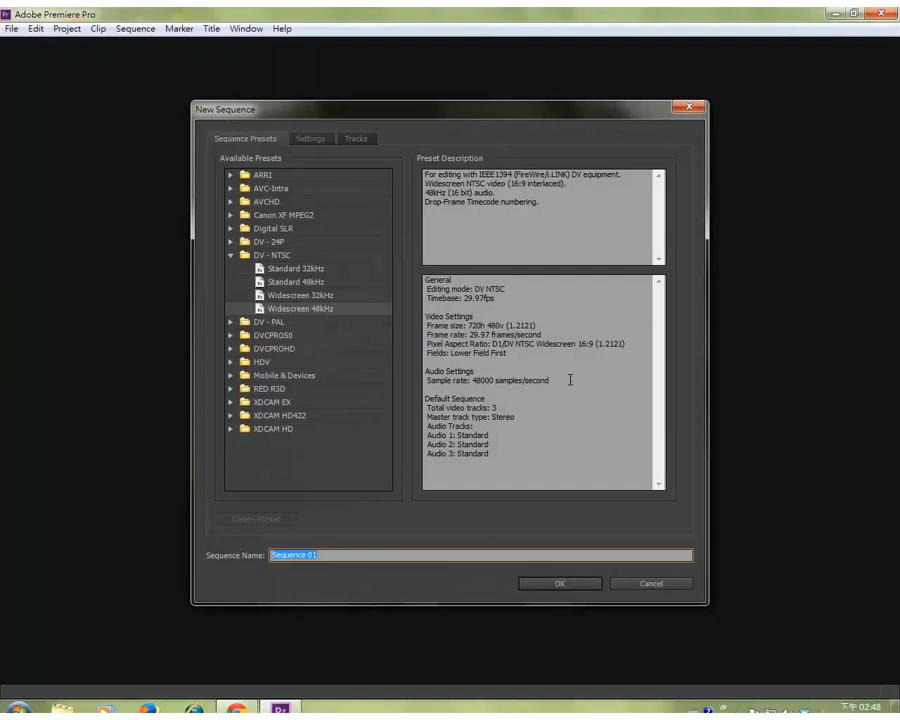 Adobe Premiere Pro
File Edit Project Clip Sequence Marker Title Window Help
New Sequence
Sequence Presets Settings Tracks
Available Presets
ARRI
AVC-Intra
AVCHD
Canon XF MPEG2
Digital SLR
DV - 24P
DV - NTSC
Standard 32kHz
Standard 48kHz
Widescreen 32kHz
Widescreen 48kHz
DV - PAL
DVCPRO50
DVCPROHD
HDV
Mobile & Devices
RED R3D
XDCAM EX
XDCAM HD422
XDCAM HD
Delete Preset
Preset Description
For editing with IEEE1394 (FireWire/i.LINK) DV equipment.
Widescreen NTSC video (16:9 interlaced).
48kHz (16 bit) audio.
Drop-Frame Timecode numbering.
General
Editing mode: DV NTSC
Timebase: 29.97fps
Video Settings
Frame size: 720h 480v (1.2121)
Frame rate: 29.97 frames/second
Pixel Aspect Ratio: D1/DV NTSC Widescreen 16:9 (1.2121)
Fields: Lower Field First
Audio Settings
Sample rate: 48000 samples/second
Default Sequence
Total video tracks: 3
Master track type: Stereo
Audio Tracks:
Audio 1: Standard
Audio 2: Standard
Audio 3: Standard
Sequence Name: Sequence 01
OK Cancel
Pr
下午 02:48